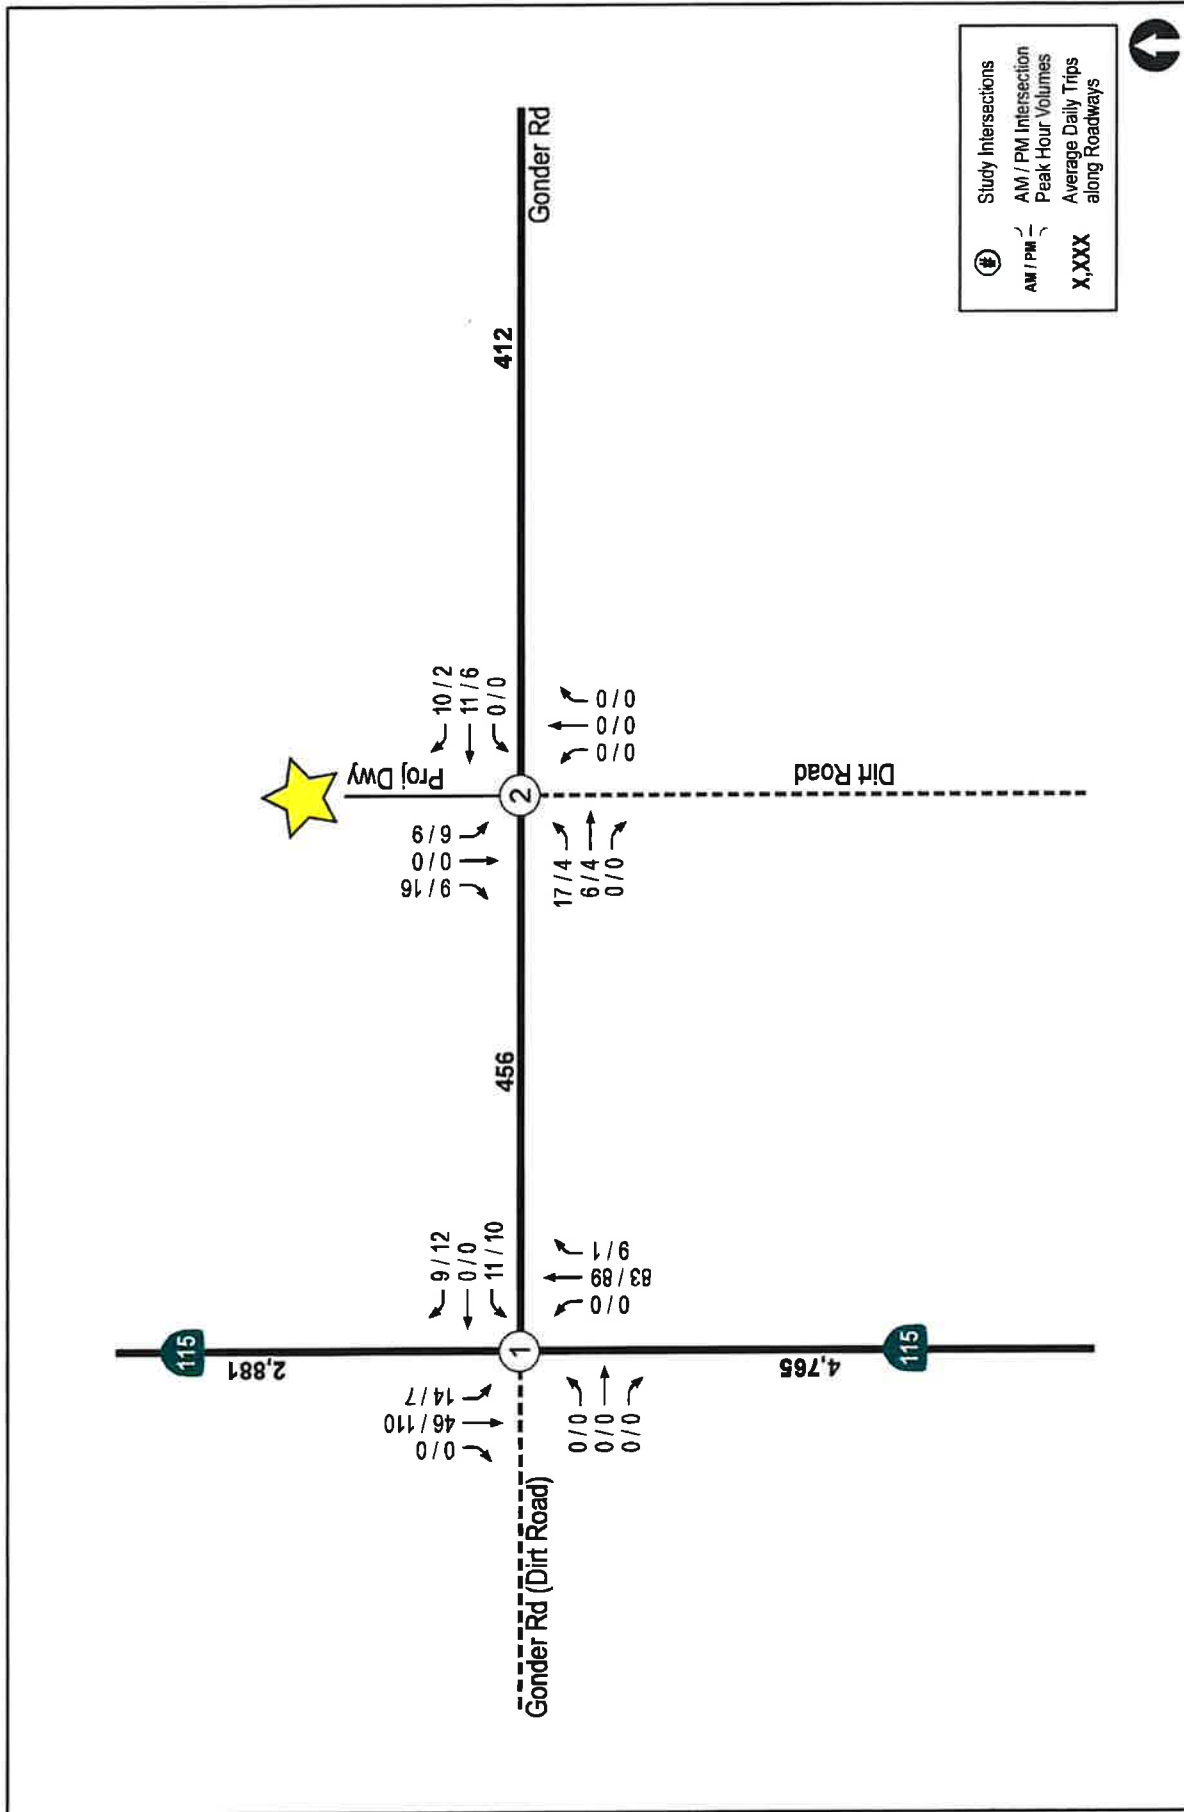 115
2,881
0 / 0
46 / 110
14 / 7
9 / 12
0 / 0
11 / 10
1
Gonder Rd (Dirt Road)
0 / 0
0 / 0
0 / 0
0 / 0
83 / 89
9 / 1
4,765
115
456
Proj Dwy
9 / 16
0 / 0
6 / 9
10 / 2
11 / 6
0 / 0
2
17 / 4
6 / 4
0 / 0
0 / 0
0 / 0
0 / 0
Dirt Road
412
Gonder Rd
# Study Intersections
AM / PM AM / PM Intersection
Peak Hour Volumes
X,XXX Average Daily Trips
along Roadways